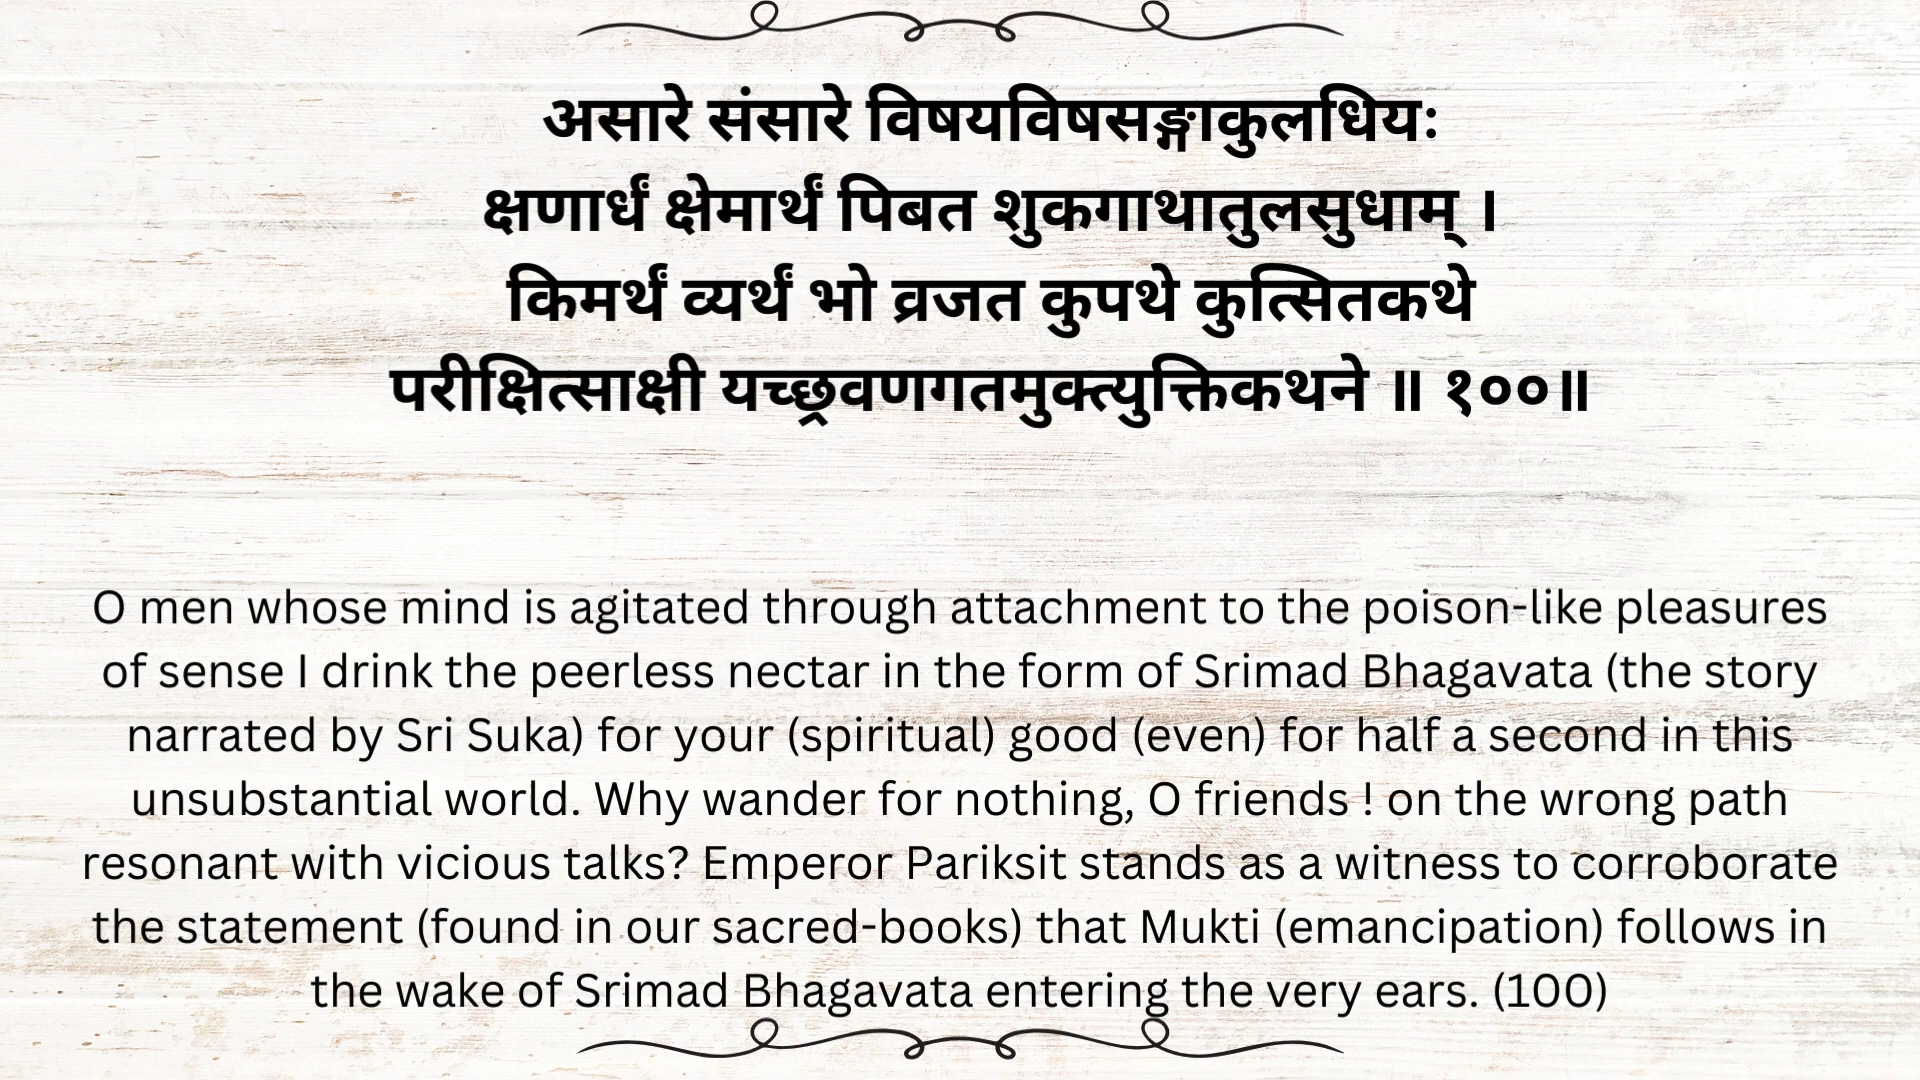 असारे संसारे विषयविषसङ्गाकुलधियः
क्षणार्धं क्षेमार्थं पिबत शुकगाथातुलसुधाम् ।
किमर्थं व्यर्थं भो व्रजत कुपथे कुत्सितकथे
परीक्षित्साक्षी यच्छ्रवणगतमुक्त्युक्तिकथने ॥ १००॥
O men whose mind is agitated through attachment to the poison-like pleasures
of sense I drink the peerless nectar in the form of Srimad Bhagavata (the story
narrated by Sri Suka) for your (spiritual) good (even) for half a second in this
unsubstantial world. Why wander for nothing, O friends ! on the wrong path
resonant with vicious talks? Emperor Pariksit stands as a witness to corroborate
the statement (found in our sacred-books) that Mukti (emancipation) follows in
the wake of Srimad Bhagavata entering the very ears. (100)